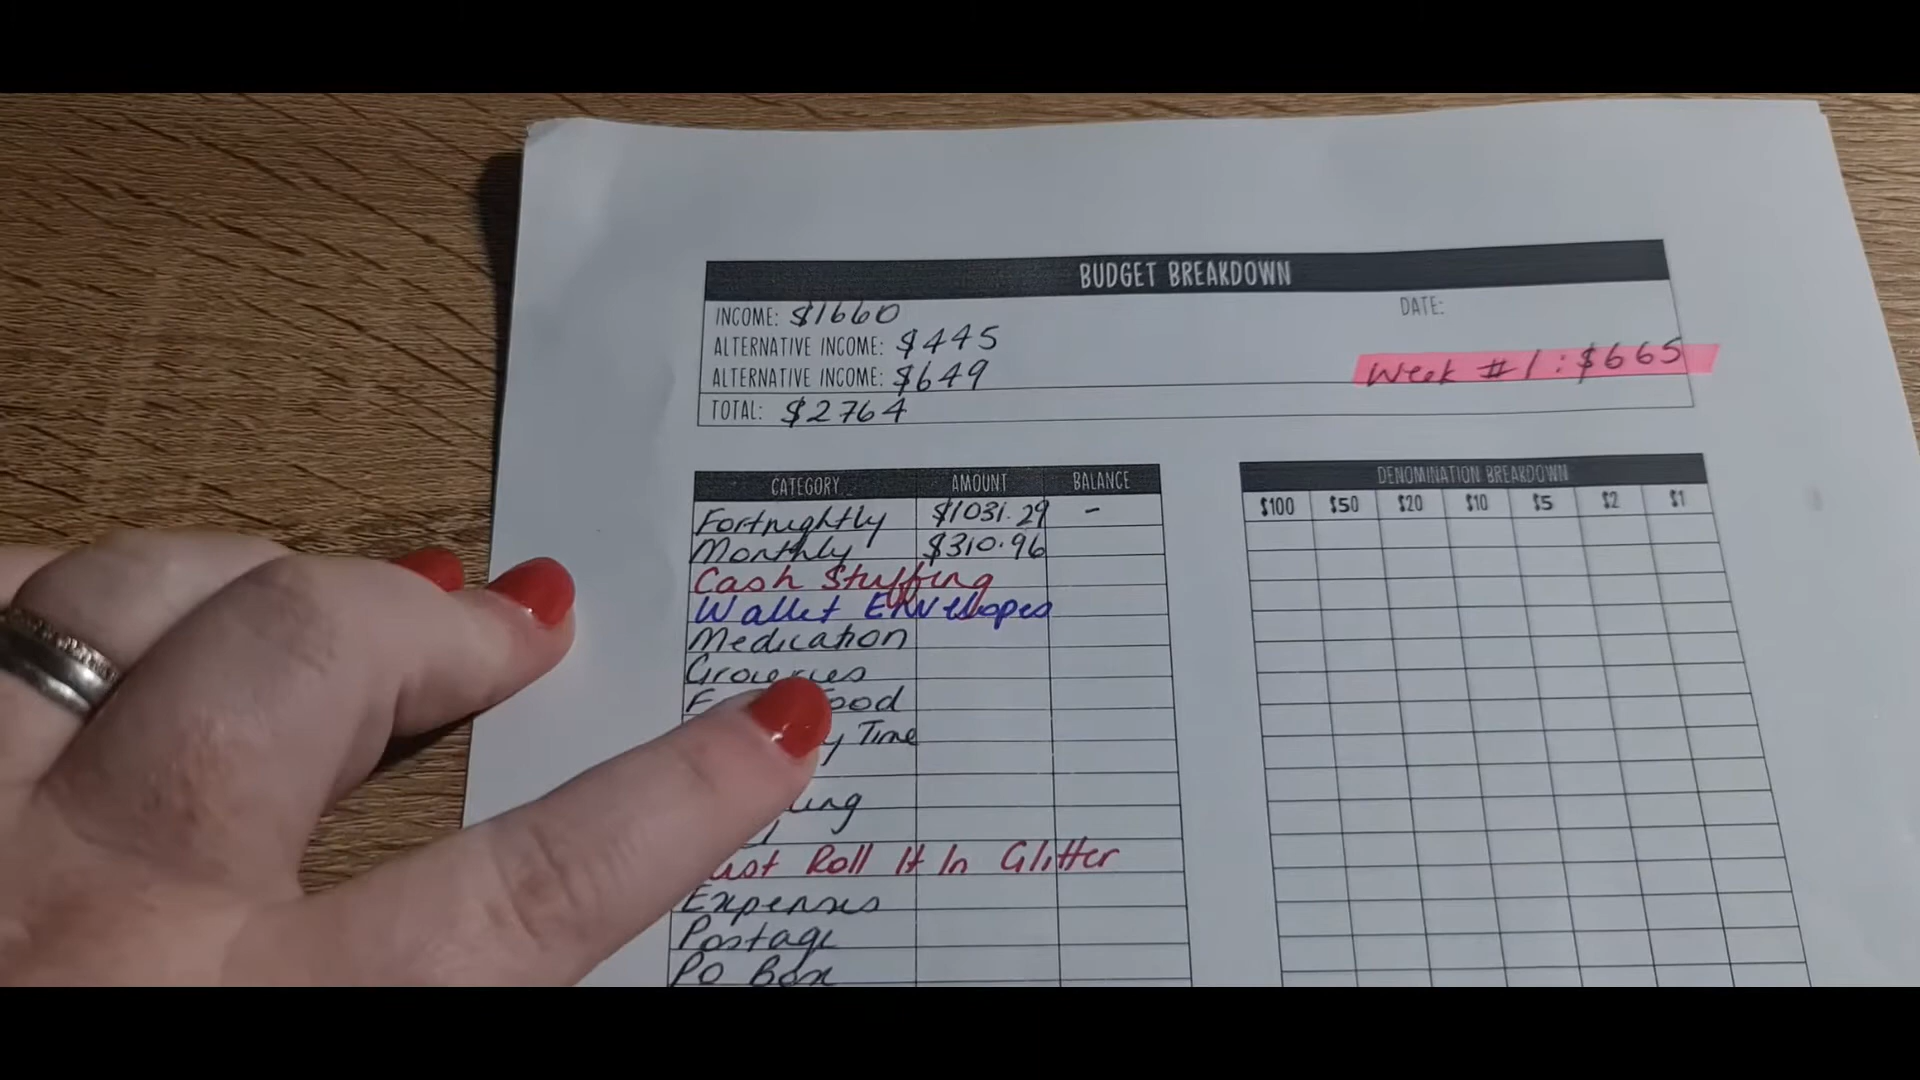 BUDGET BREAKDOWN
INCOME: $1660
DATE:
ALTERNATIVE INCOME: $445
ALTERNATIVE INCOME: $649
Week #1: $665
TOTAL: $2764
CATEGORY AMOUNT BALANCE
Fortnightly $1031.29 -
Monthly $310.96
Cash Stuffing
Wallet Envelopes
Medication
Groceries
Time
Roll It In Glitter
Expenses
Postage
PO Box
DENOMINATION BREAKDOWN
$100 $50 $20 $10 $5 $2 $1